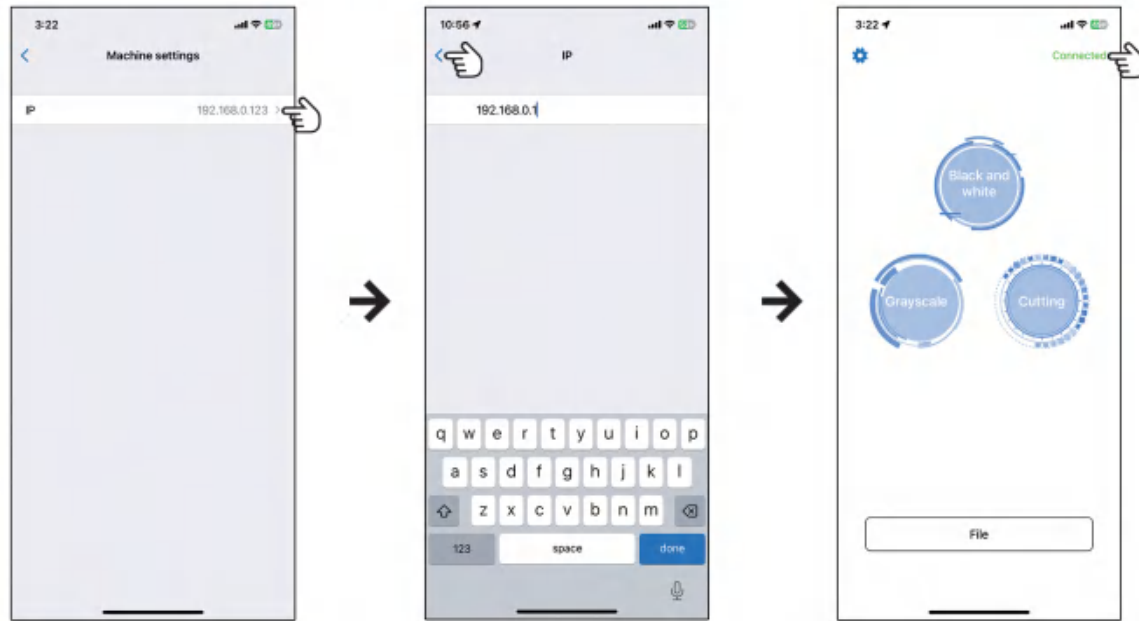 3:22
Machine settings
IP 192.168.0.123 >
10:56
IP
192.168.0.1
q w e r t y u i o p
a s d f g h j k l
z x c v b n m
123 space done
3:22
Connected
Black and
white
Grayscale
Cutting
File